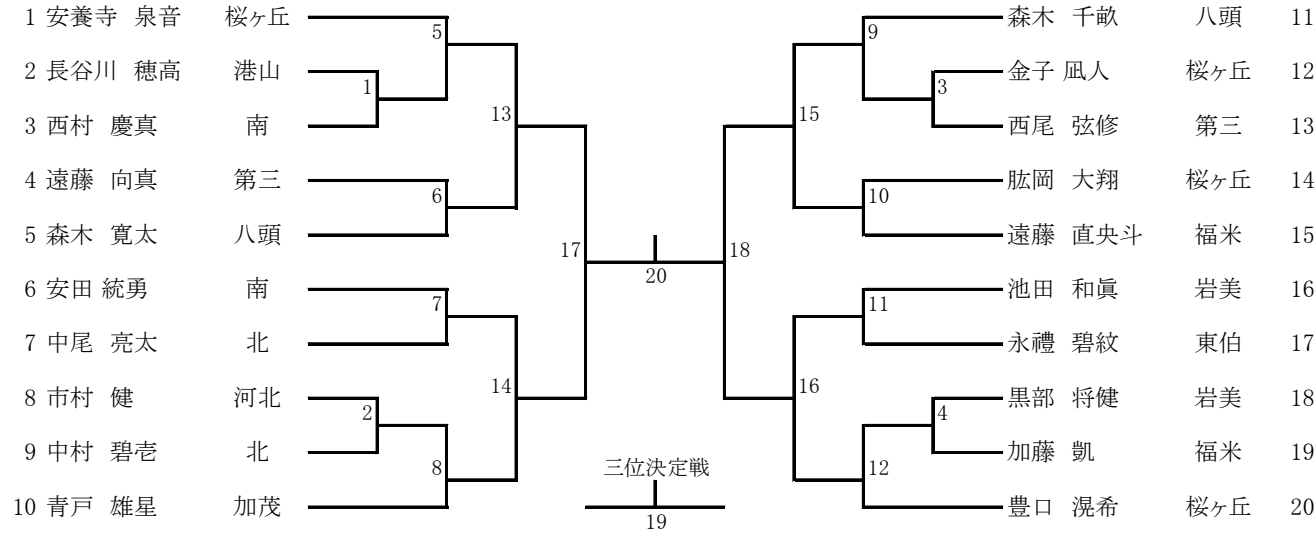 1 安養寺 泉音 桜ヶ丘
5
2 長谷川 穂高 港山
1
13
3 西村 慶真 南
4 遠藤 向真 第三
6
5 森木 寛太 八頭
17
6 安田 統勇 南
7
7 中尾 亮太 北
14
8 市村 健 河北
2
9 中村 碧壱 北
8
10 青戸 雄星 加茂
20
三位決定戦
19
森木 千畝 八頭 11
9
金子 凪人 桜ヶ丘 12
3
15
西尾 弦修 第三 13
肱岡 大翔 桜ヶ丘 14
10
遠藤 直央斗 福米 15
18
池田 和眞 岩美 16
11
永禮 碧紋 東伯 17
16
黒部 将健 岩美 18
4
加藤 凱 福米 19
12
豊口 滉希 桜ヶ丘 20